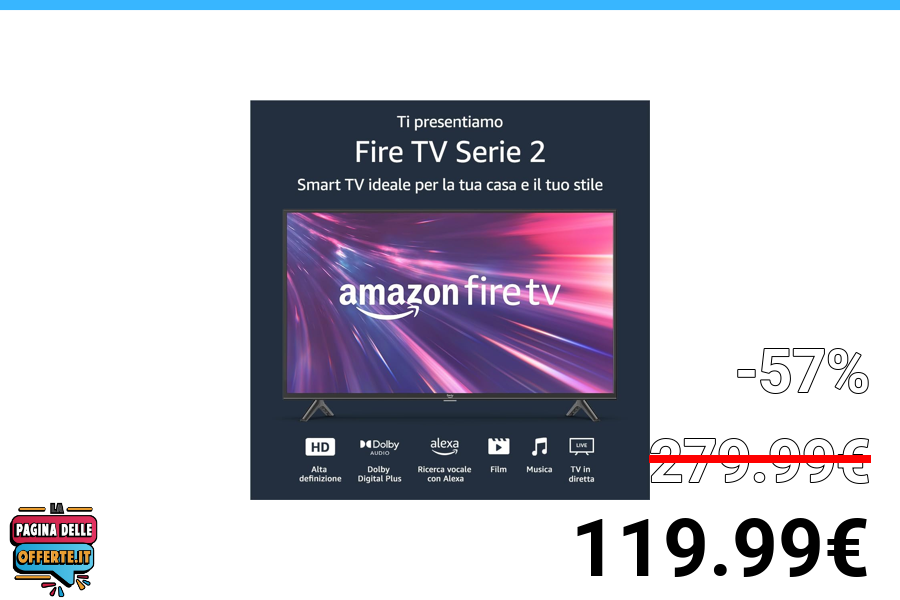 Ti presentiamo
Fire TV Serie 2
Smart TV ideale per la tua casa e il tuo stile
amazon fire tv
HD
Dolby
AUDIO
alexa
LIVE
Alta
definizione
Dolby
Digital Plus
Ricerca vocale
con Alexa
Film
Musica
TV in
diretta
-57%
279.99€
119.99€
LA
PAGINA DELLE
OFFERTE.IT